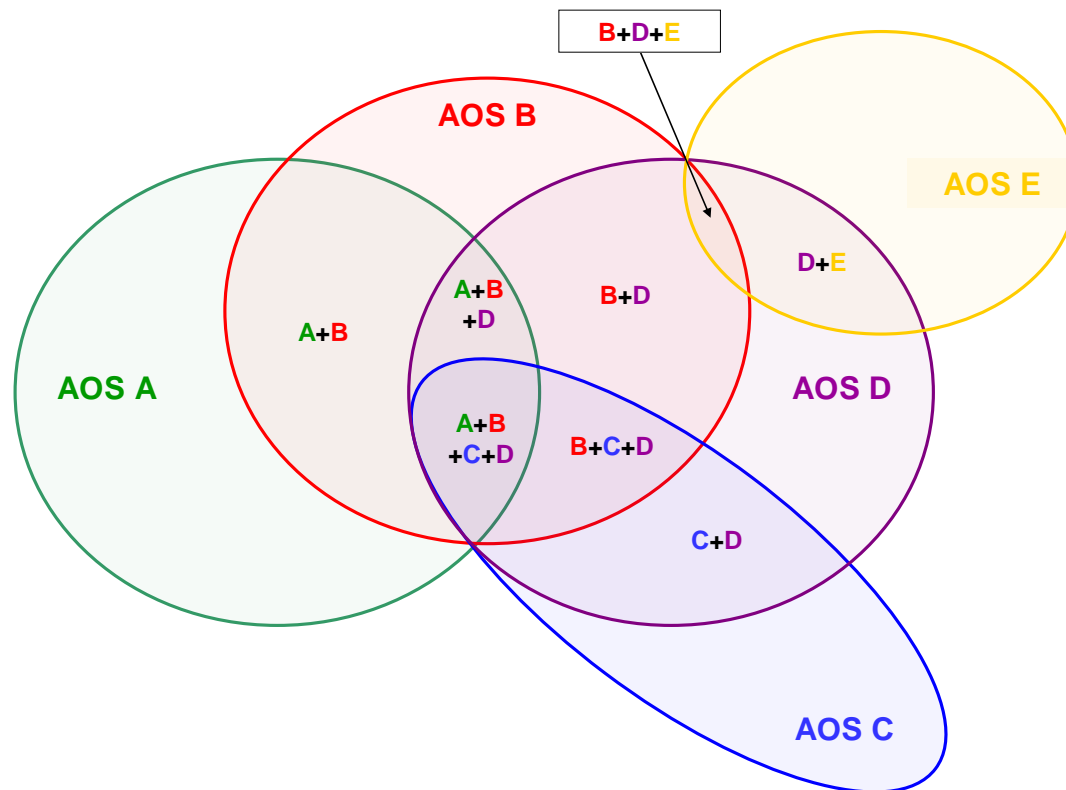 B+D+E
AOS B
AOS E
D+E
A+B
+D
B+D
A+B
AOS A
AOS D
A+B
+C+D
B+C+D
C+D
AOS C